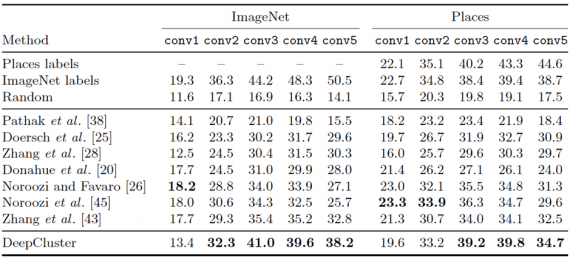 ImageNet Places
Method conv1 conv2 conv3 conv4 conv5 conv1 conv2 conv3 conv4 conv5
Places labels – – – – – 22.1 35.1 40.2 43.3 44.6
ImageNet labels 19.3 36.3 44.2 48.3 50.5 22.7 34.8 38.4 39.4 38.7
Random 11.6 17.1 16.9 16.3 14.1 15.7 20.3 19.8 19.1 17.5
Pathak et al. [38] 14.1 20.7 21.0 19.8 15.5 18.2 23.2 23.4 21.9 18.4
Doersch et al. [25] 16.2 23.3 30.2 31.7 29.6 19.7 26.7 31.9 32.7 30.9
Zhang et al. [28] 12.5 24.5 30.4 31.5 30.3 16.0 25.7 29.6 30.3 29.7
Donahue et al. [20] 17.7 24.5 31.0 29.9 28.0 21.4 26.2 27.1 26.1 24.0
Noroozi and Favaro [26] 18.2 28.8 34.0 33.9 27.1 23.0 32.1 35.5 34.8 31.3
Noroozi et al. [45] 18.0 30.6 34.3 32.5 25.7 23.3 33.9 36.3 34.7 29.6
Zhang et al. [43] 17.7 29.3 35.4 35.2 32.8 21.3 30.7 34.0 34.1 32.5
DeepCluster 13.4 32.3 41.0 39.6 38.2 19.6 33.2 39.2 39.8 34.7